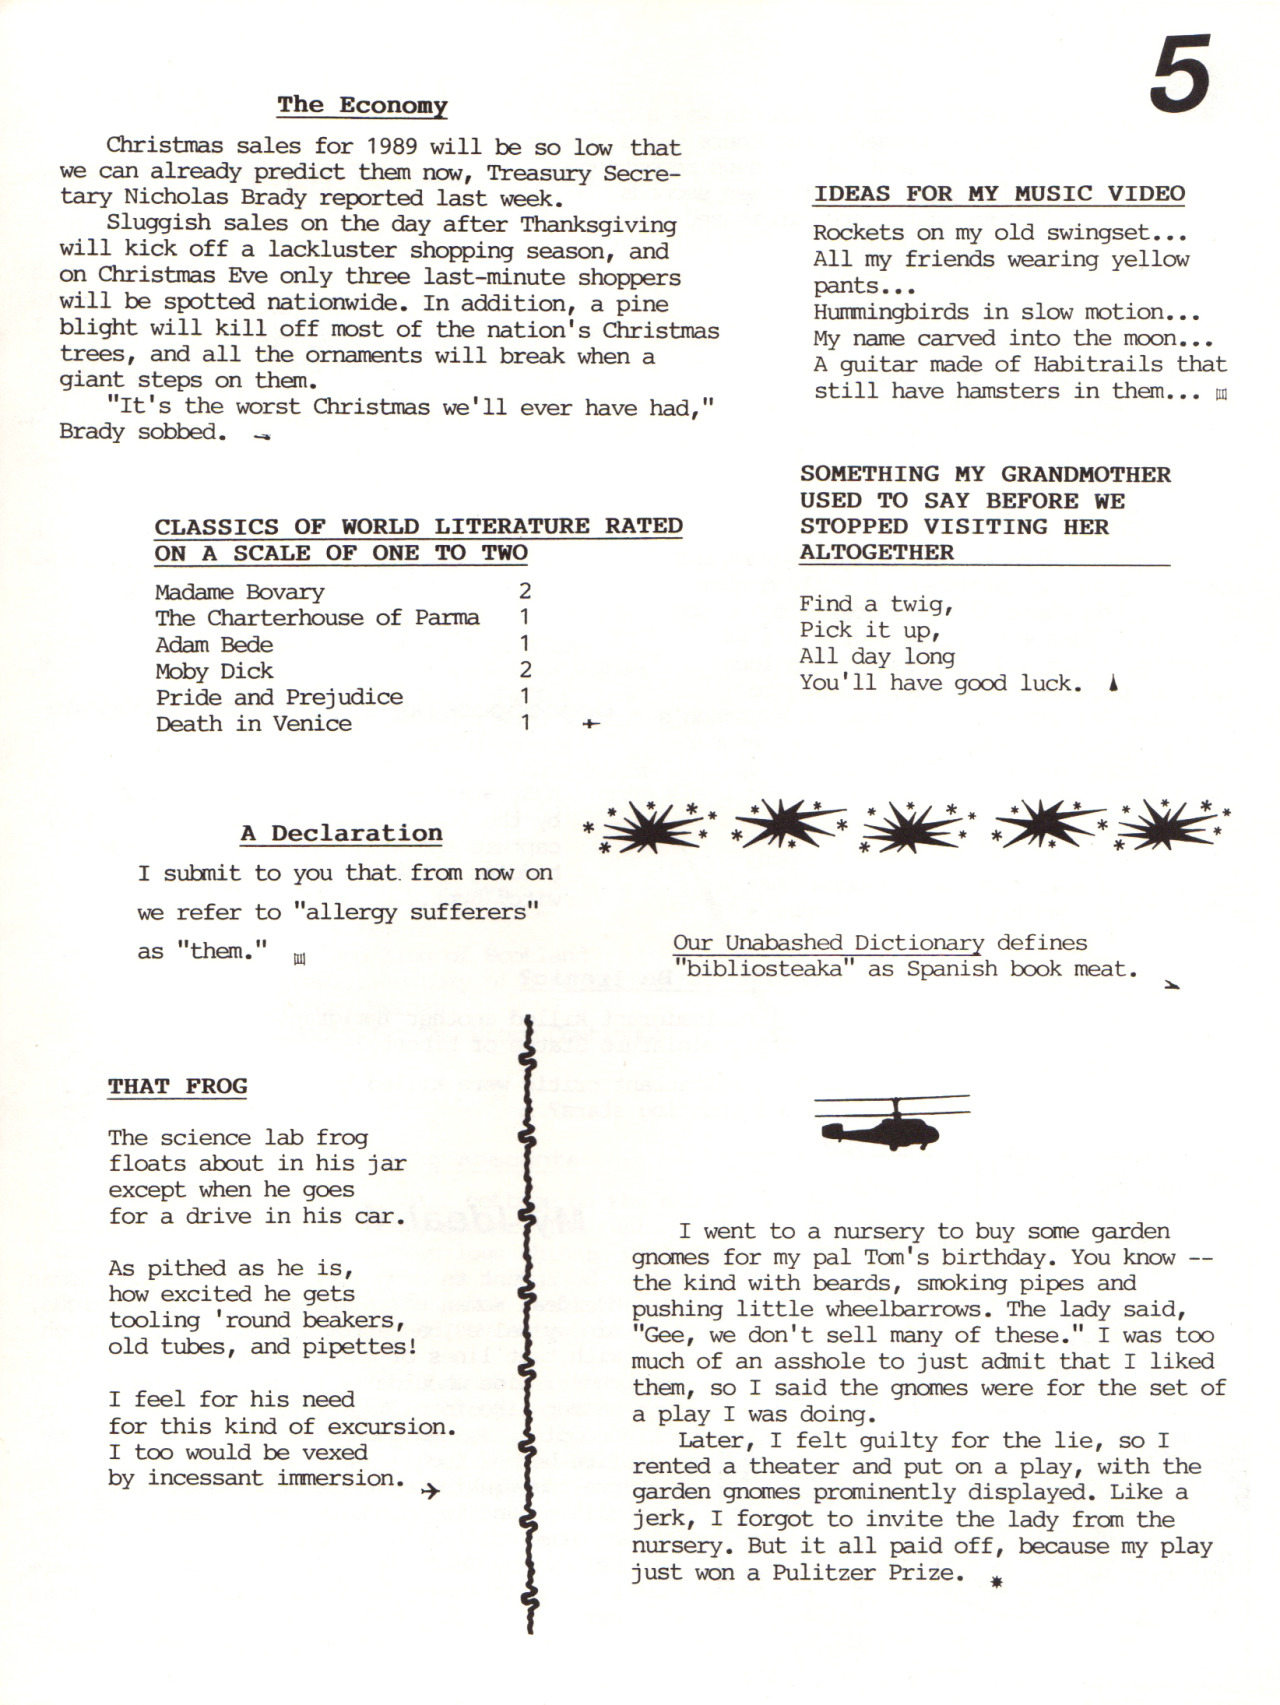 5
The Economy
Christmas sales for 1989 will be so low that
we can already predict them now, Treasury Secre-
tary Nicholas Brady reported last week.
Sluggish sales on the day after Thanksgiving
will kick off a lackluster shopping season, and
on Christmas Eve only three last-minute shoppers
will be spotted nationwide. In addition, a pine
blight will kill off most of the nation's Christmas
trees, and all the ornaments will break when a
giant steps on them.
"It's the worst Christmas we'll ever have had,"
Brady sobbed.
IDEAS FOR MY MUSIC VIDEO
Rockets on my old swingset...
All my friends wearing yellow
pants...
Hummingbirds in slow motion...
My name carved into the moon...
A guitar made of Habitrails that
still have hamsters in them...
CLASSICS OF WORLD LITERATURE RATED
ON A SCALE OF ONE TO TWO
Madame Bovary 2
The Charterhouse of Parma 1
Adam Bede 1
Moby Dick 2
Pride and Prejudice 1
Death in Venice 1
SOMETHING MY GRANDMOTHER
USED TO SAY BEFORE WE
STOPPED VISITING HER
ALTOGETHER
Find a twig,
Pick it up,
All day long
You'll have good luck.
A Declaration
I submit to you that from now on
we refer to "allergy sufferers"
as "them."
Our Unabashed Dictionary defines
"bibliosteaka" as Spanish book meat.
THAT FROG
The science lab frog
floats about in his jar
except when he goes
for a drive in his car.
As pithed as he is,
how excited he gets
tooling 'round beakers,
old tubes, and pipettes!
I feel for his need
for this kind of excursion.
I too would be vexed
by incessant immersion.
I went to a nursery to buy some garden
gnomes for my pal Tom's birthday. You know --
the kind with beards, smoking pipes and
pushing little wheelbarrows. The lady said,
"Gee, we don't sell many of these." I was too
much of an asshole to just admit that I liked
them, so I said the gnomes were for the set of
a play I was doing.
Later, I felt guilty for the lie, so I
rented a theater and put on a play, with the
garden gnomes prominently displayed. Like a
jerk, I forgot to invite the lady from the
nursery. But it all paid off, because my play
just won a Pulitzer Prize.